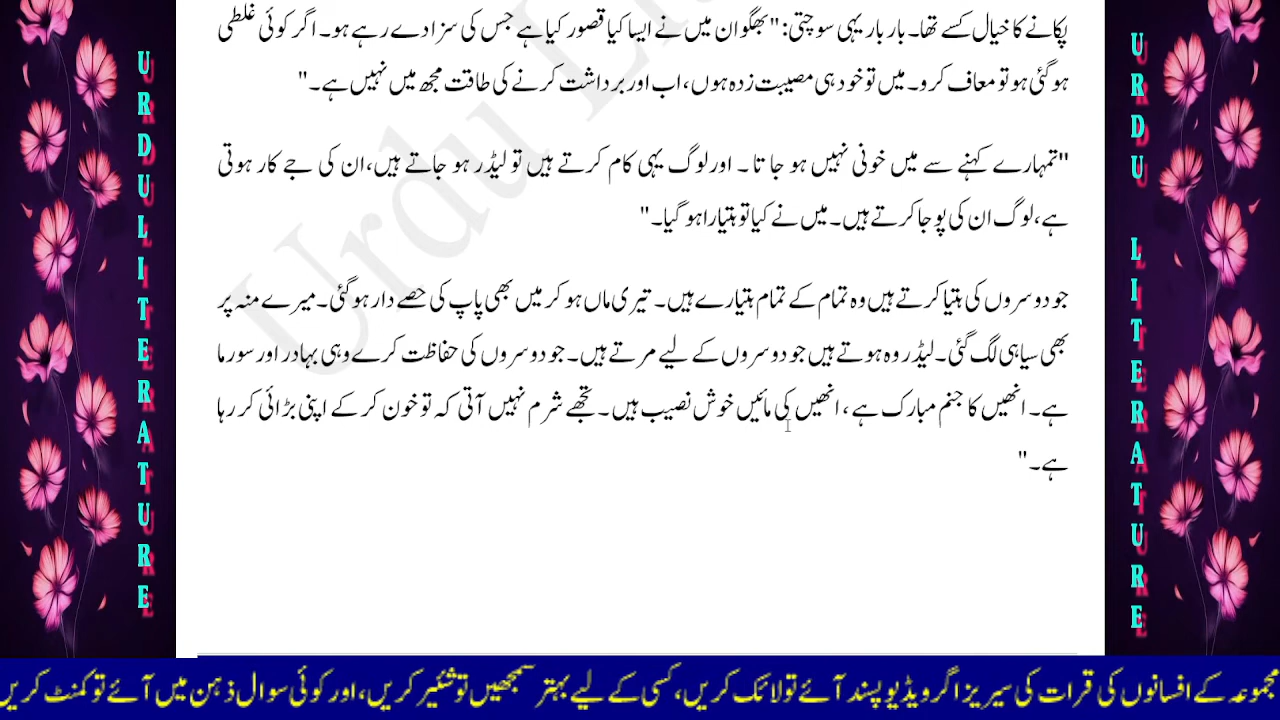 پکانے کا خیال کسے تھا۔ بار بار یہی سوچتی: "بھگوان میں نے ایسا کیا قصور کیا ہے جس کی سزا دے رہے ہو۔ اگر کوئی غلطی
ہو گئی ہو تو معاف کرو۔ میں تو خود ہی مصیبت زدہ ہوں، اب اور برداشت کرنے کی طاقت مجھ میں نہیں ہے۔"
"تمہارے کہنے سے میں خونی نہیں ہو جاتا۔ اور لوگ یہی کام کرتے ہیں تو لیڈر ہو جاتے ہیں، ان کی جے کار ہوتی
ہے، لوگ ان کی پوجا کرتے ہیں۔ میں نے کیا تو ہتیارا ہو گیا۔"
جو دوسروں کی ہتیا کرتے ہیں وہ تمام کے تمام ہتیارے ہیں۔ تیری ماں ہو کر میں بھی پاپ کی حصے دار ہو گئی۔ میرے منہ پر
بھی سیاہی لگ گئی۔ لیڈر وہ ہوتے ہیں جو دوسروں کے لیے مرتے ہیں۔ جو دوسروں کی حفاظت کرے وہی بہادر اور سورما
ہے۔ انھیں کا جنم مبارک ہے، انھیں کی مائیں خوش نصیب ہیں۔ تجھے شرم نہیں آتی کہ تو خون کر کے اپنی بڑائی کر رہا
ہے۔"
URDU LITERATURE
URDU LITERATURE
Urdu Li
مجموعہ کے افسانوں کی قرات کی سیریز اگر ویڈیو پسند آئے تو لائک کریں، کسی کے لیے بہتر سمجھیں تو شئیر کریں، اور کوئی سوال ذہن میں آئے تو کمنٹ کریں